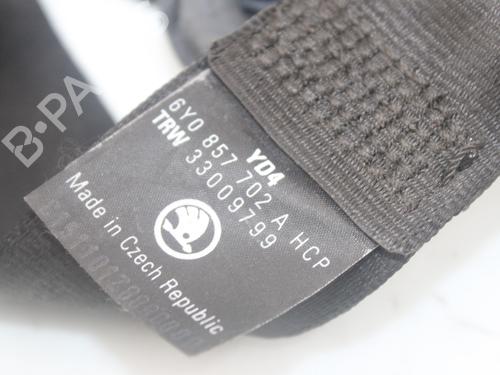 YD4
6Y0 857 702 A HCP
TRW 33009799
Made in Czech Republic
B-PA